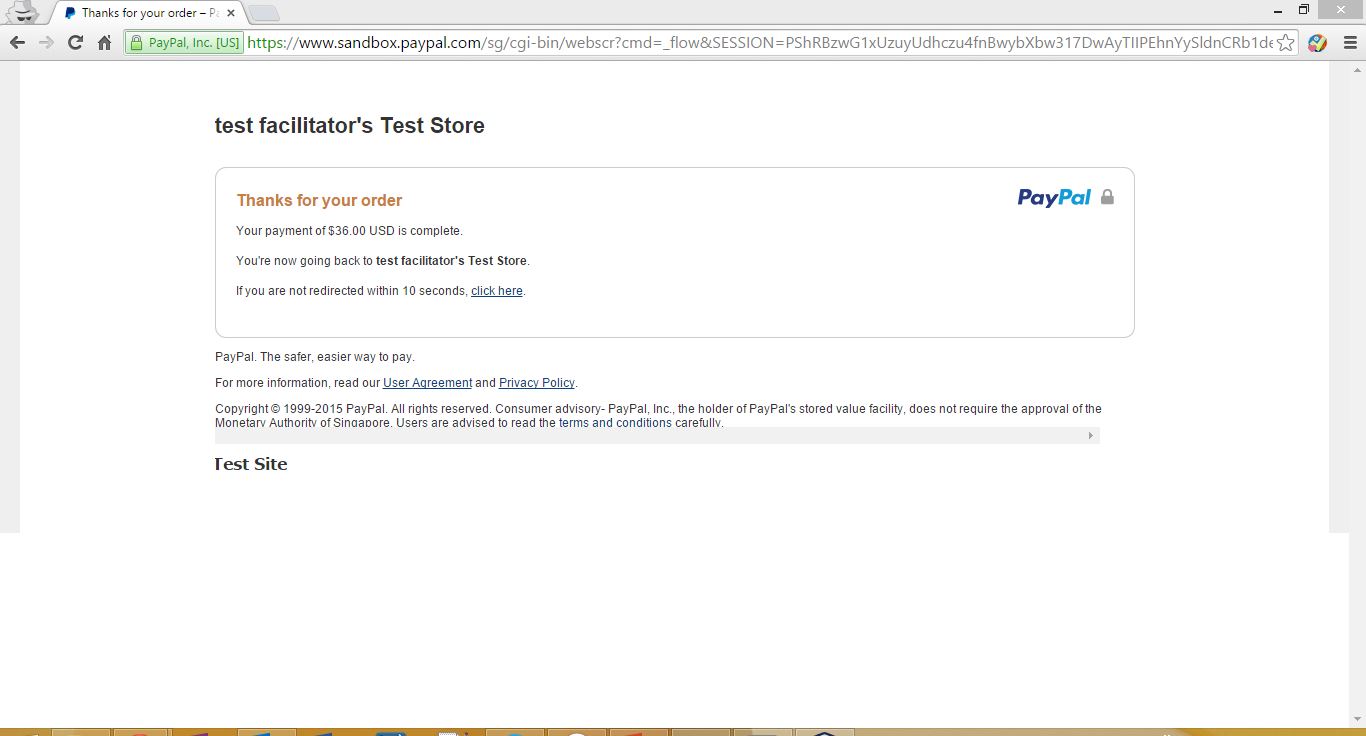 Thanks for your order – Pa
PayPal, Inc. [US]
https://www.sandbox.paypal.com/sg/cgi-bin/webscr?cmd=_flow&SESSION=PShRBzwG1xUzuyUdhczu4fnBwybXbw317DwAyTIIPEhnYySldnCRb1de
test facilitator's Test Store
Thanks for your order
PayPal
Your payment of $36.00 USD is complete.
You're now going back to test facilitator's Test Store.
If you are not redirected within 10 seconds, click here.
PayPal. The safer, easier way to pay.
For more information, read our User Agreement and Privacy Policy.
Copyright © 1999-2015 PayPal. All rights reserved. Consumer advisory- PayPal, Inc., the holder of PayPal's stored value facility, does not require the approval of the
Monetary Authority of Singapore. Users are advised to read the terms and conditions carefully.
Test Site